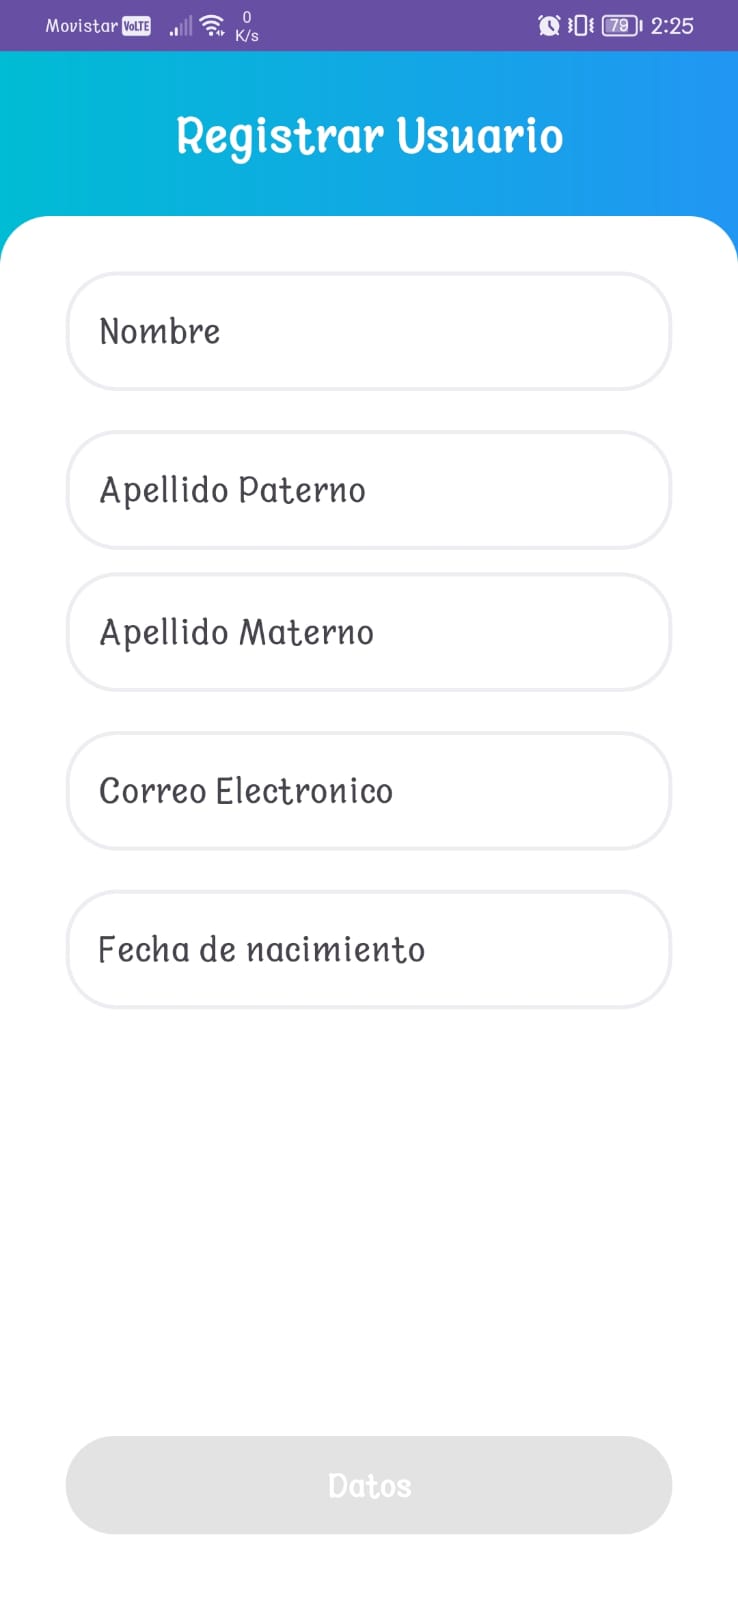 Movistar VoLTE 0 K/s 79 2:25
Registrar Usuario
Nombre
Apellido Paterno
Apellido Materno
Correo Electronico
Fecha de nacimiento
Datos